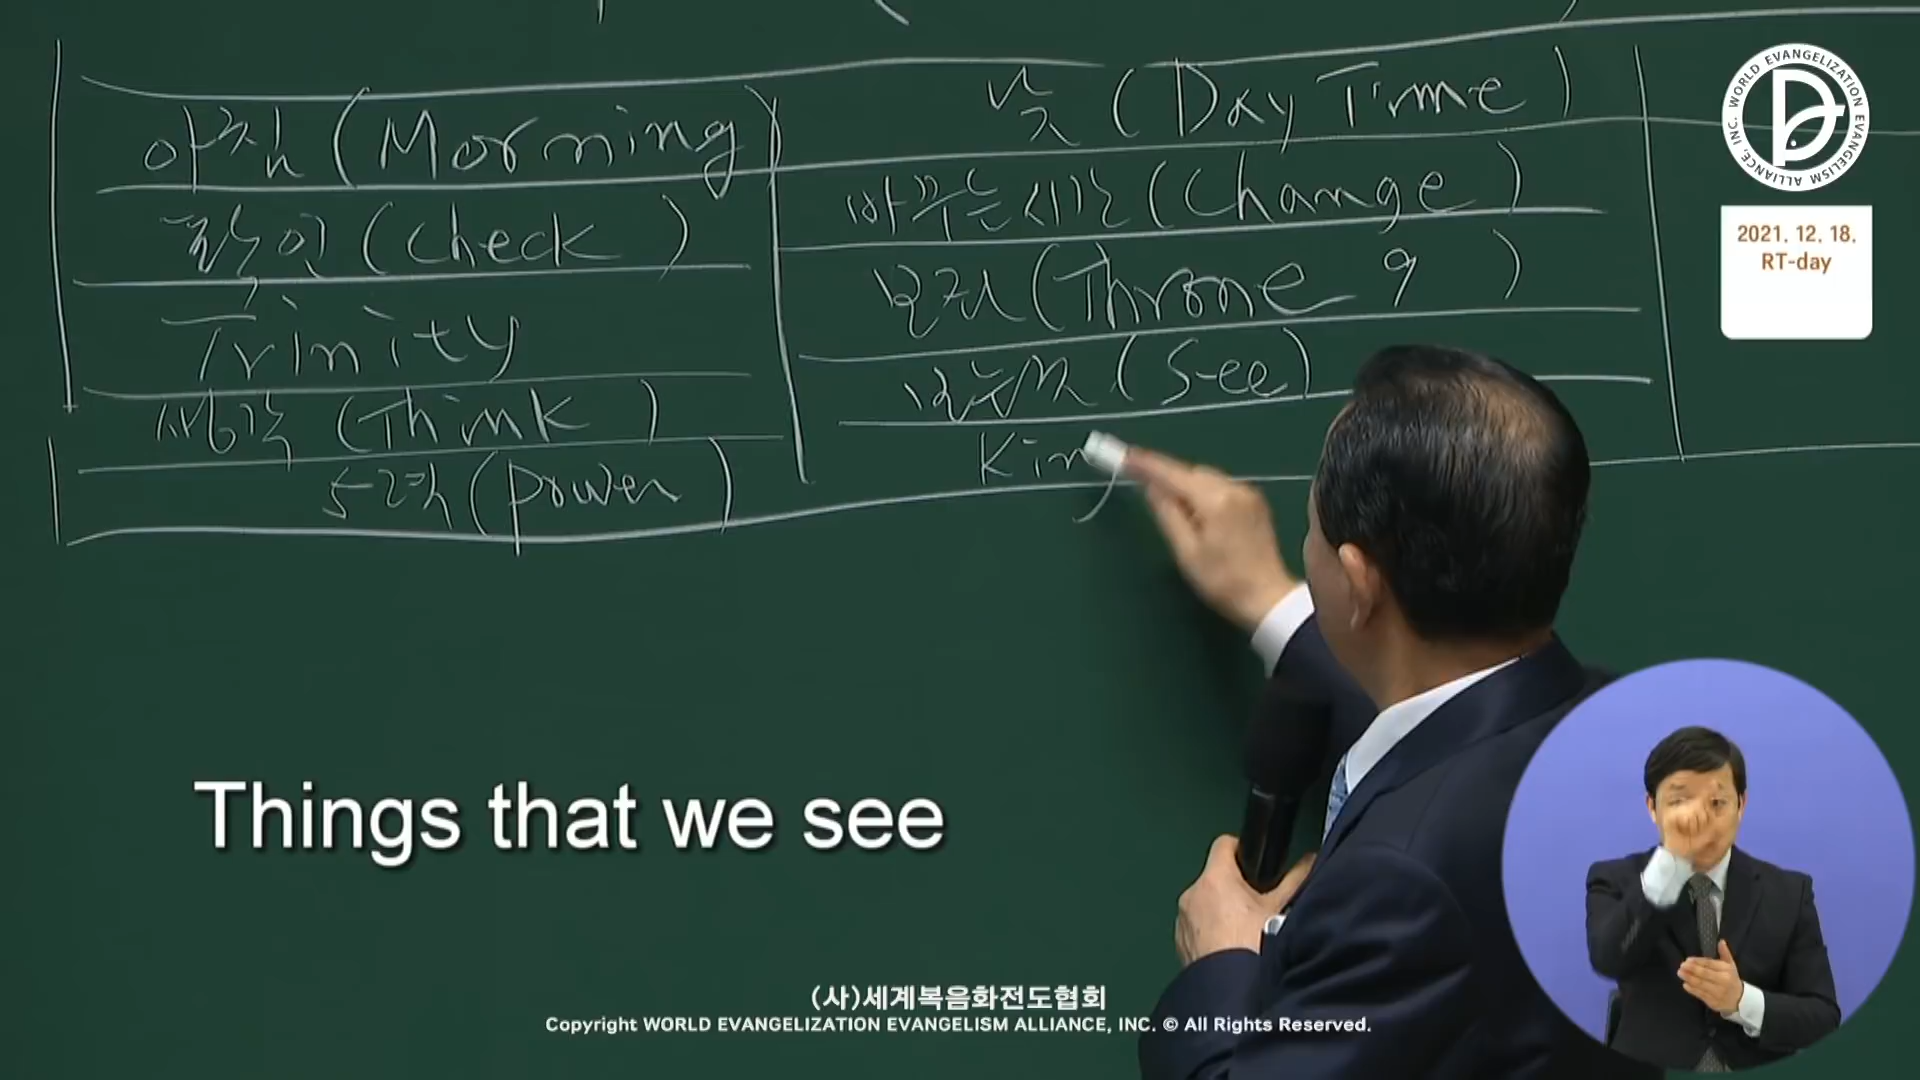 아침 (Morning)
확인 (Check)
Trinity
생각 (Think)
5력 (Power)
낮 (Day Time)
바꾸는 시간 (Change)
보좌 (Throne 9)
보는 것 (See)
King
WORLD EVANGELIZATION EVANGELISM ALLIANCE, INC.
2021. 12. 18.
RT-day
Things that we see
(사)세계복음화전도협회
Copyright WORLD EVANGELIZATION EVANGELISM ALLIANCE, INC. © All Rights Reserved.